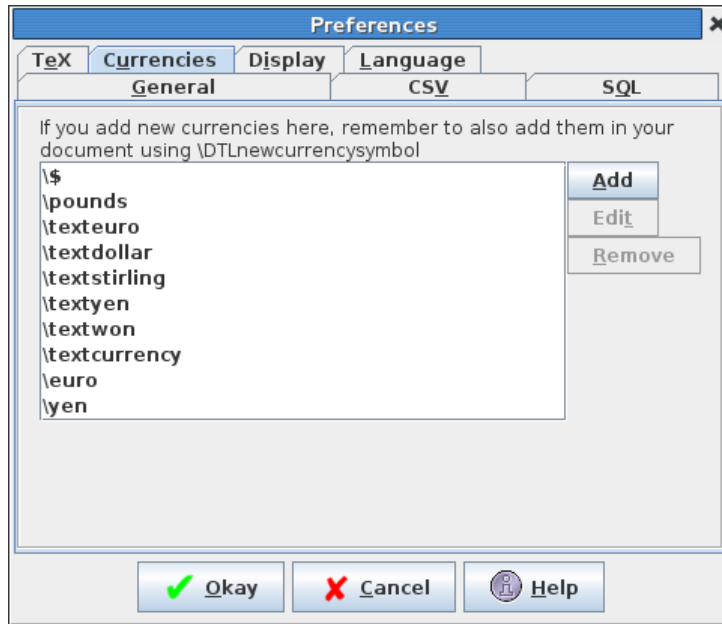 Preferences
TeX Currencies Display Language
General CSV SQL
If you add new currencies here, remember to also add them in your
document using \DTLnewcurrencysymbol
\$
\pounds
\texteuro
\textdollar
\textstirling
\textyen
\textwon
\textcurrency
\euro
\yen
Add
Edit
Remove
Okay Cancel Help